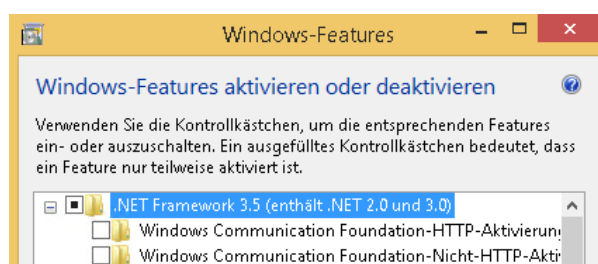 Windows-Features
Windows-Features aktivieren oder deaktivieren
Verwenden Sie die Kontrollkästchen, um die entsprechenden Features
ein- oder auszuschalten. Ein ausgefülltes Kontrollkästchen bedeutet, dass
ein Feature nur teilweise aktiviert ist.
.NET Framework 3.5 (enthält .NET 2.0 und 3.0)
Windows Communication Foundation-HTTP-Aktivierun
Windows Communication Foundation-Nicht-HTTP-Akti